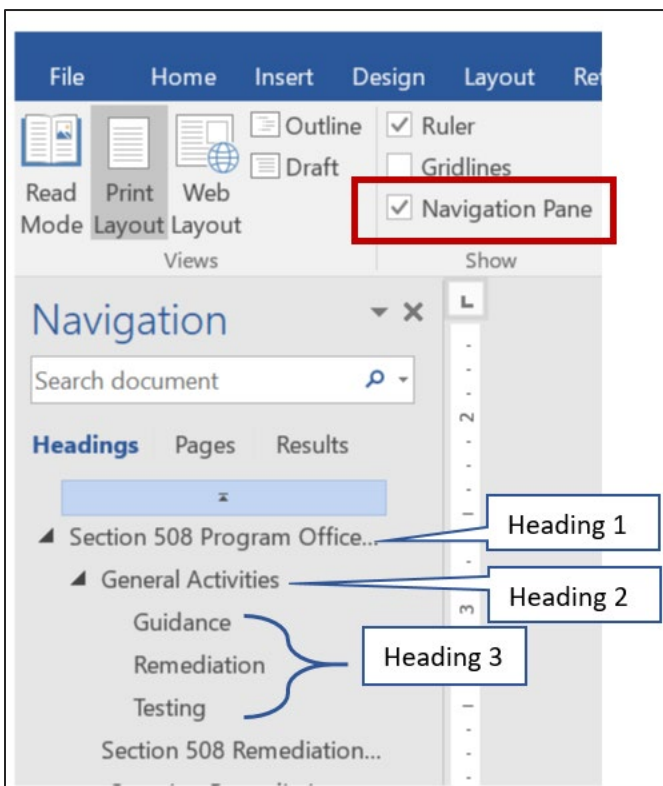 File Home Insert Design Layout
Outline
Draft
Read Mode
Print Layout
Web Layout
Views
Ruler
Gridlines
Navigation Pane
Show
Navigation
L
Search document
Headings Pages Results
2
Section 508 Program Office...
Heading 1
General Activities
Heading 2
3
Guidance
Remediation
Testing
Heading 3
Section 508 Remediation...